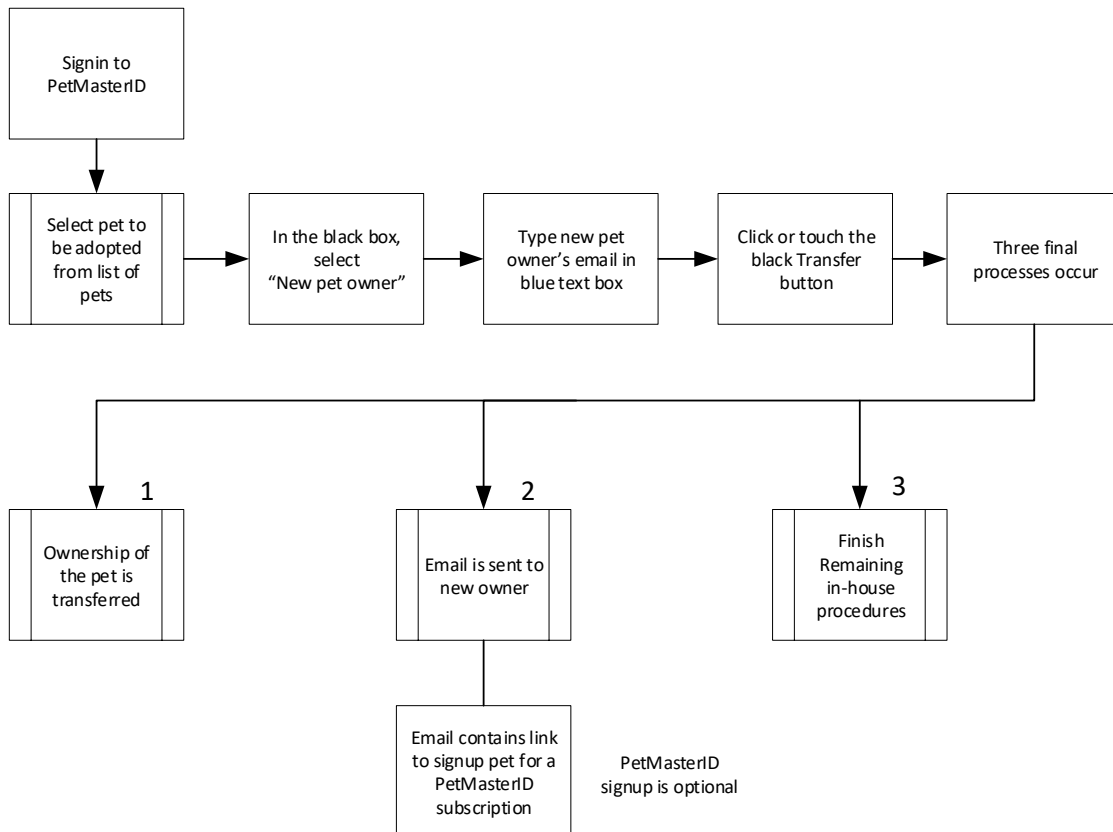 Signin to
PetMasterID
Select pet to
be adopted
from list of
pets
In the black box,
select
“New pet owner”
Type new pet
owner’s email in
blue text box
Click or touch the
black Transfer
button
Three final
processes occur
1
Ownership of
the pet is
transferred
2
Email is sent to
new owner
3
Finish
Remaining
in-house
procedures
Email contains link
to signup pet for a
PetMasterID
subscription
PetMasterID
signup is optional